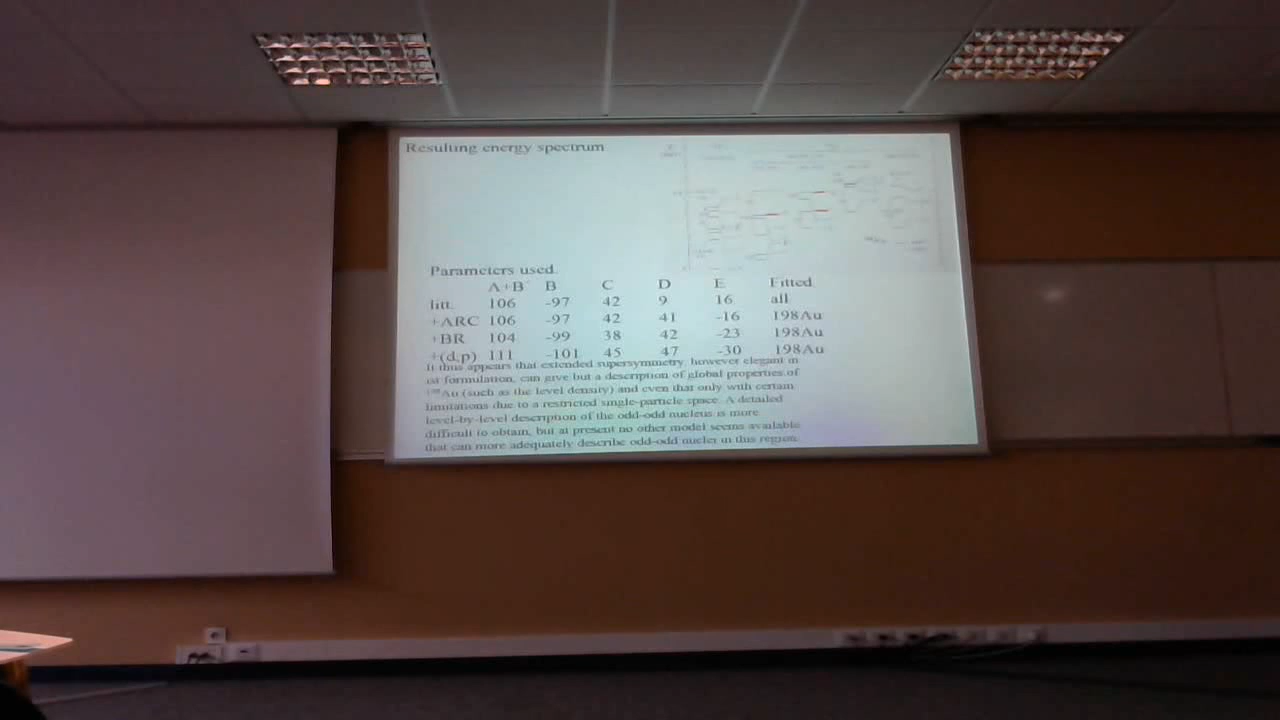 Resulting energy spectrum
Parameters used.
A+B B C D E Fitted
litt. 106 -97 42 9 16 all
+ARC 106 -97 42 41 -16 198Au
+BR 104 -99 38 42 -23 198Au
+(d,p) 111 -101 45 47 -30 198Au
It thus appears that extended supersymmetry, however elegant in
formulation, can give but a description of global properties of
¹⁹⁸Au (such as the level density) and even that only with certain
limitations due to a restricted single-particle space. A detailed
level-by-level description of the odd-odd nucleus is more
difficult to obtain, but at present no other model seems available
that can more adequately describe odd-odd nuclei in this region.